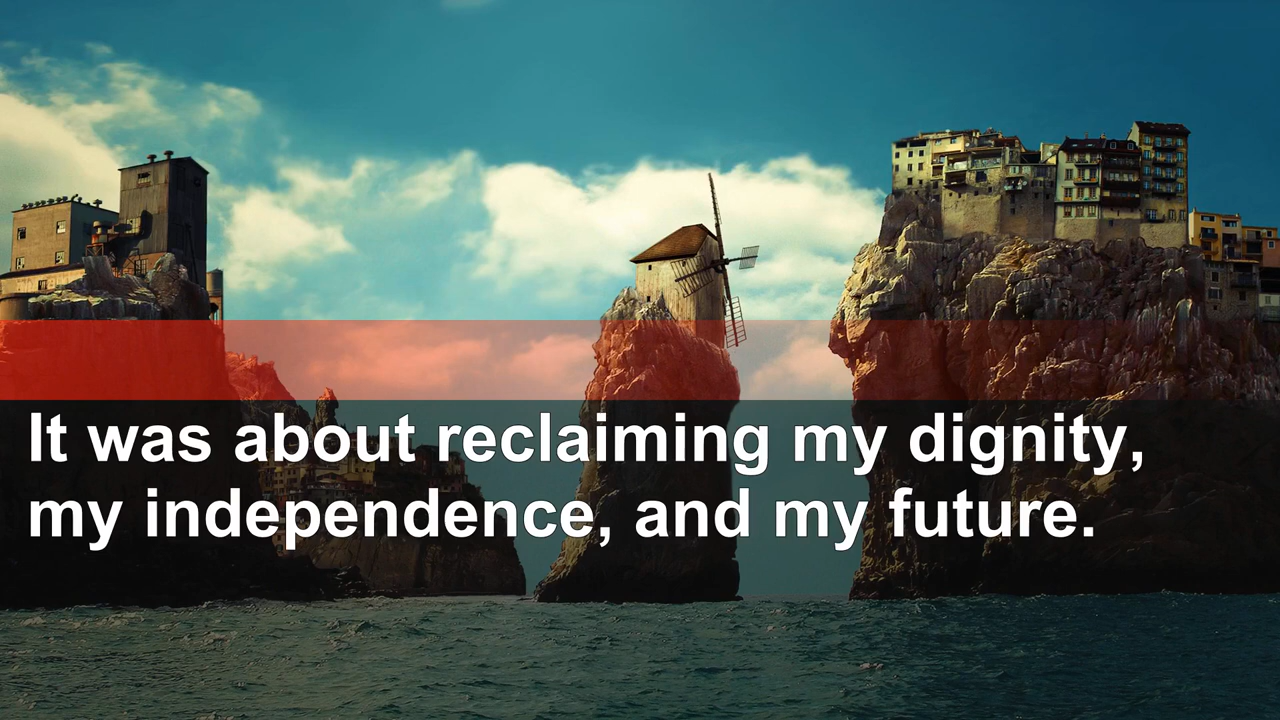 It was about reclaiming my dignity,
my independence, and my future.